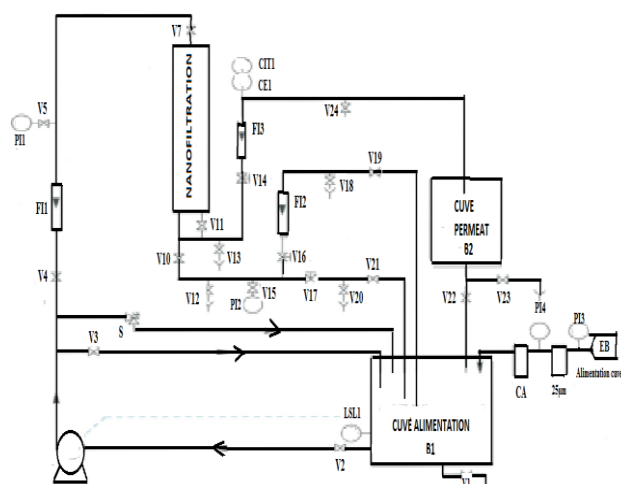 V7
NANOFILTRATION
CIT1
CE1
V24
V5
PI1
FI3
V19
V14
V18
FI1
FI2
CUVE
PERMEAT
B2
V11
V10
V13
V16
V4
V21
V12
V15
PI2
V17
V20
V22
V23
PI4
PI3
S
EB
V3
Alimentation cuve
CA
25µm
LSL1
CUVÉ ALIMENTATION
B1
V2
V1